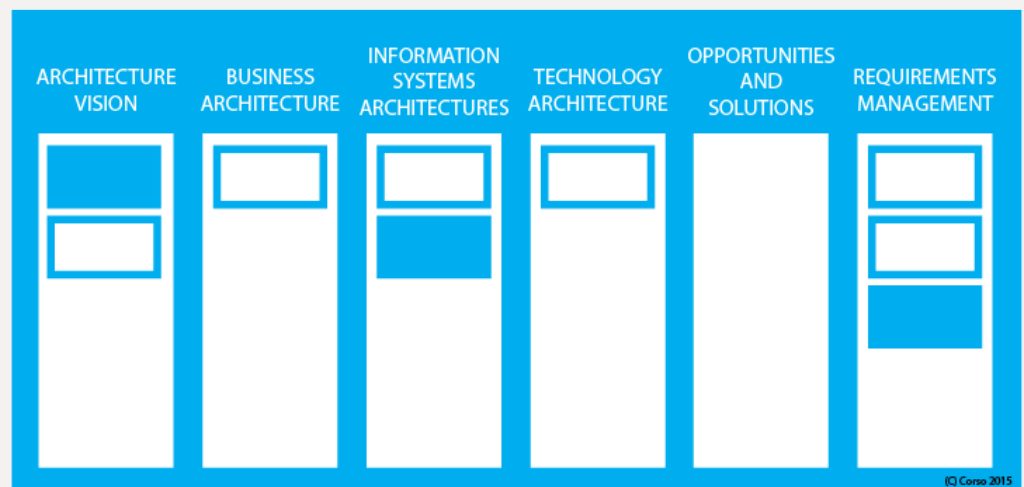 ARCHITECTURE
VISION
BUSINESS
ARCHITECTURE
INFORMATION
SYSTEMS
ARCHITECTURES
TECHNOLOGY
ARCHITECTURE
OPPORTUNITIES
AND
SOLUTIONS
REQUIREMENTS
MANAGEMENT
(C) Corso 2015